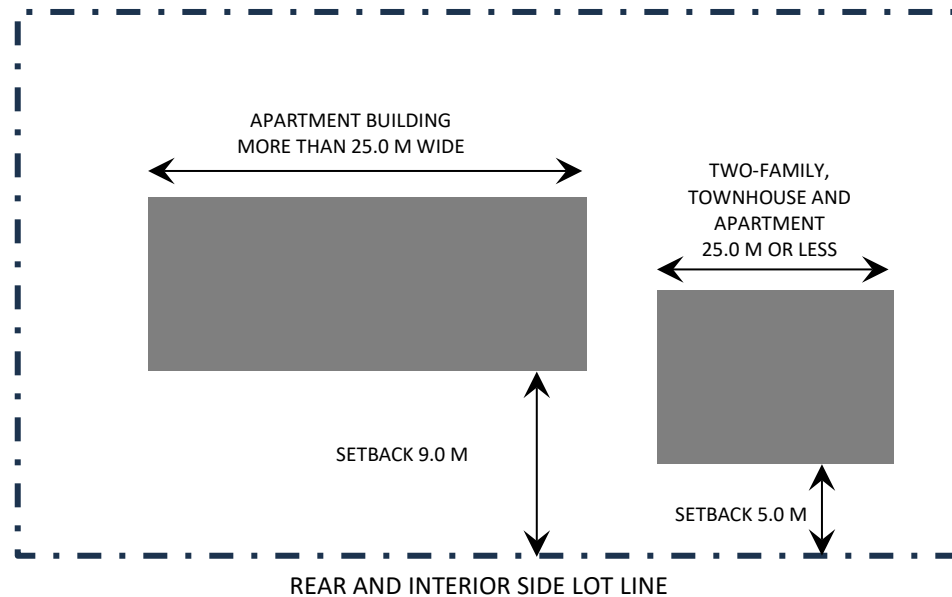 APARTMENT BUILDING
MORE THAN 25.0 M WIDE
TWO-FAMILY,
TOWNHOUSE AND
APARTMENT
25.0 M OR LESS
SETBACK 9.0 M
SETBACK 5.0 M
REAR AND INTERIOR SIDE LOT LINE